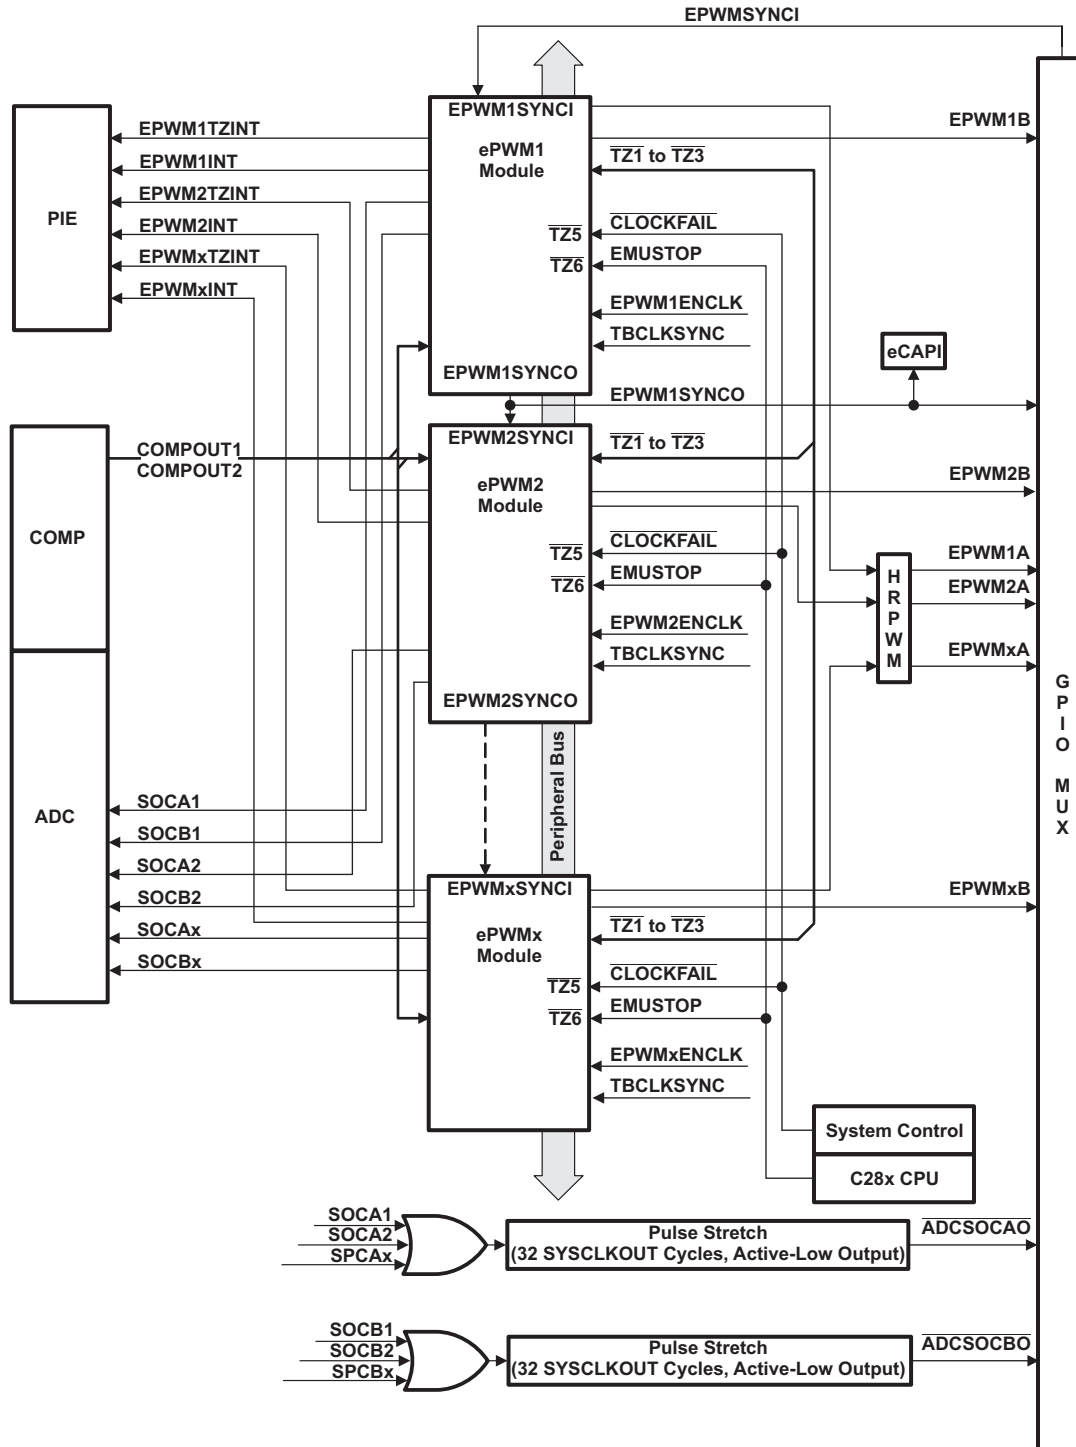 EPWMSYNCI
EPWM1SYNCI
EPWM1B
EPWM1TZINT
ePWM1
Module
TZ1 to TZ3
EPWM1INT
EPWM2TZINT
PIE
EPWM2INT
TZ5
CLOCKFAIL
EPWMxTZINT
TZ6
EMUSTOP
EPWMxINT
EPWM1ENCLK
TBCLKSYNC
eCAPI
EPWM1SYNCO
EPWM1SYNCO
COMPOUT1
COMPOUT2
EPWM2SYNCI
TZ1 to TZ3
EPWM2B
ePWM2
Module
COMP
TZ5
CLOCKFAIL
EPWM1A
TZ6
EMUSTOP
HRPWM
EPWM2A
EPWM2ENCLK
TBCLKSYNC
EPWMxA
EPWM2SYNCO
GPIO MUX
Peripheral Bus
ADC
SOCA1
SOCB1
SOCA2
SOCB2
SOCAx
SOCBx
EPWMxSYNCI
EPWMxB
ePWMx
Module
TZ1 to TZ3
TZ5
CLOCKFAIL
TZ6
EMUSTOP
EPWMxENCLK
TBCLKSYNC
System Control
C28x CPU
SOCA1
SOCA2
SPCAx
Pulse Stretch
(32 SYSCLKOUT Cycles, Active-Low Output)
ADCSOCAO
SOCB1
SOCB2
SPCBx
Pulse Stretch
(32 SYSCLKOUT Cycles, Active-Low Output)
ADCSOCBO